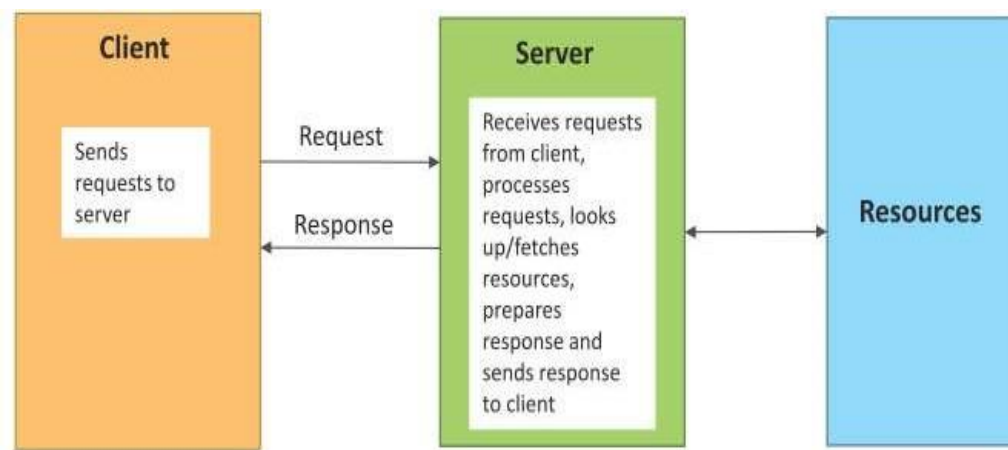 Client
Sends
requests to
server
Request
Response
Server
Receives requests
from client,
processes
requests, looks
up/fetches
resources,
prepares
response and
sends response
to client
Resources